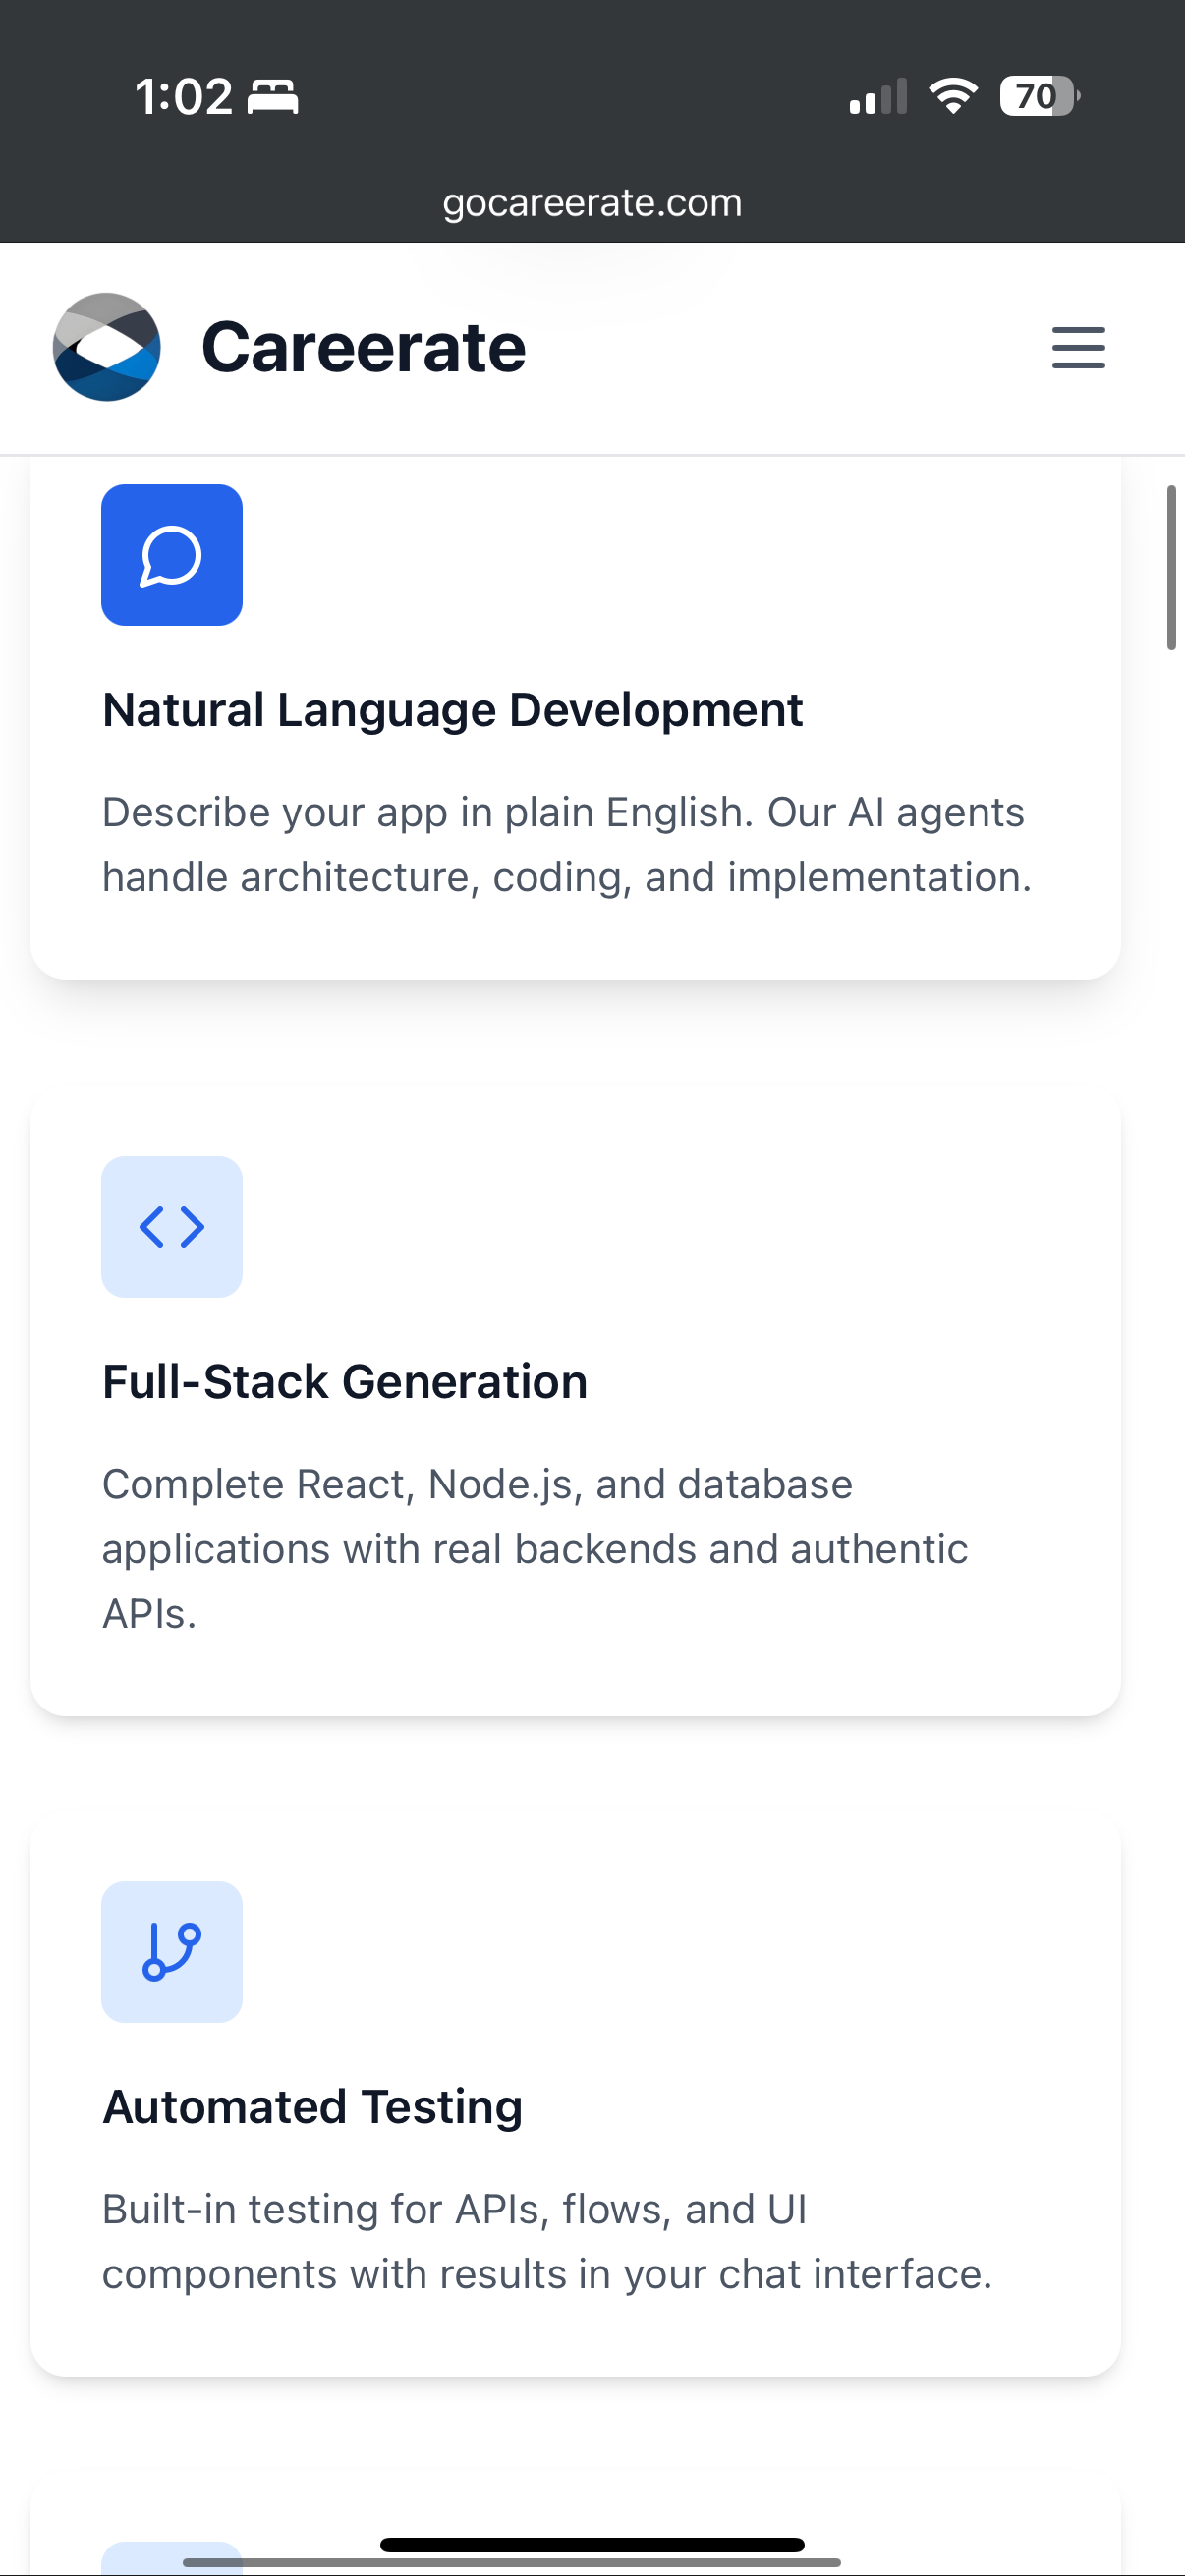 1:02
70
gocareerate.com
Careerate
Natural Language Development
Describe your app in plain English. Our AI agents
handle architecture, coding, and implementation.
Full-Stack Generation
Complete React, Node.js, and database
applications with real backends and authentic
APIs.
Automated Testing
Built-in testing for APIs, flows, and UI
components with results in your chat interface.